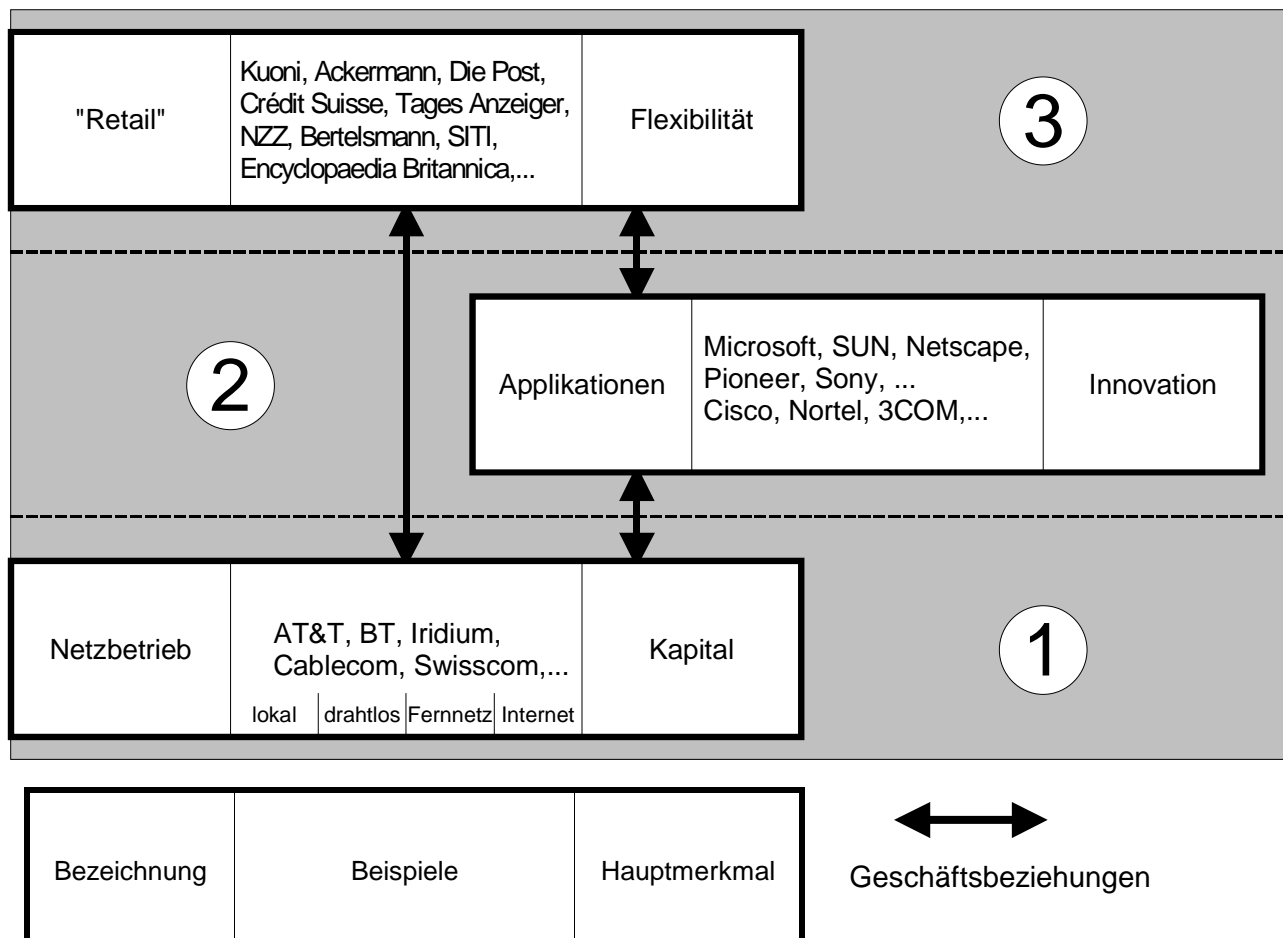 "Retail"
Kuoni, Ackermann, Die Post,
Crédit Suisse, Tages Anzeiger,
NZZ, Bertelsmann, SITI,
Encyclopaedia Britannica,...
Flexibilität
3
2
Applikationen
Microsoft, SUN, Netscape,
Pioneer, Sony, ...
Cisco, Nortel, 3COM,...
Innovation
Netzbetrieb
AT&T, BT, Iridium,
Cablecom, Swisscom,...
lokal drahtlos Fernnetz Internet
Kapital
1
Bezeichnung
Beispiele
Hauptmerkmal
Geschäftsbeziehungen